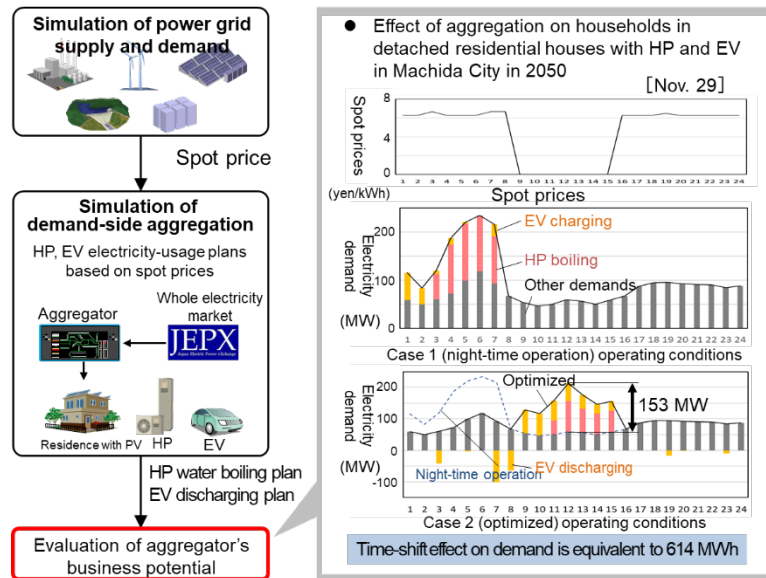 Simulation of power grid
supply and demand
Spot price
Simulation of
demand-side aggregation
HP, EV electricity-usage plans
based on spot prices
Whole electricity
market
Aggregator
JEPX
Japan Electric Power eXchange
Residence with PV
HP
EV
HP water boiling plan
EV discharging plan
Evaluation of aggregator's
business potential
● Effect of aggregation on households in
detached residential houses with HP and EV
in Machida City in 2050
[Nov. 29]
Spot
prices
8
4
0
(yen/kWh)
1 2 3 4 5 6 7 8 9 10 11 12 13 14 15 16 17 18 19 20 21 22 23 24
Spot prices
Electricity
demand
(MW)
200
100
0
EV charging
HP boiling
Other demands
1 2 3 4 5 6 7 8 9 10 11 12 13 14 15 16 17 18 19 20 21 22 23 24
Case 1 (night-time operation) operating conditions
Electricity
demand
(MW)
200
100
0
-100
Optimized
153 MW
EV discharging
Night-time operation
1 2 3 4 5 6 7 8 9 10 11 12 13 14 15 16 17 18 19 20 21 22 23 24
Case 2 (optimized) operating conditions
Time-shift effect on demand is equivalent to 614 MWh